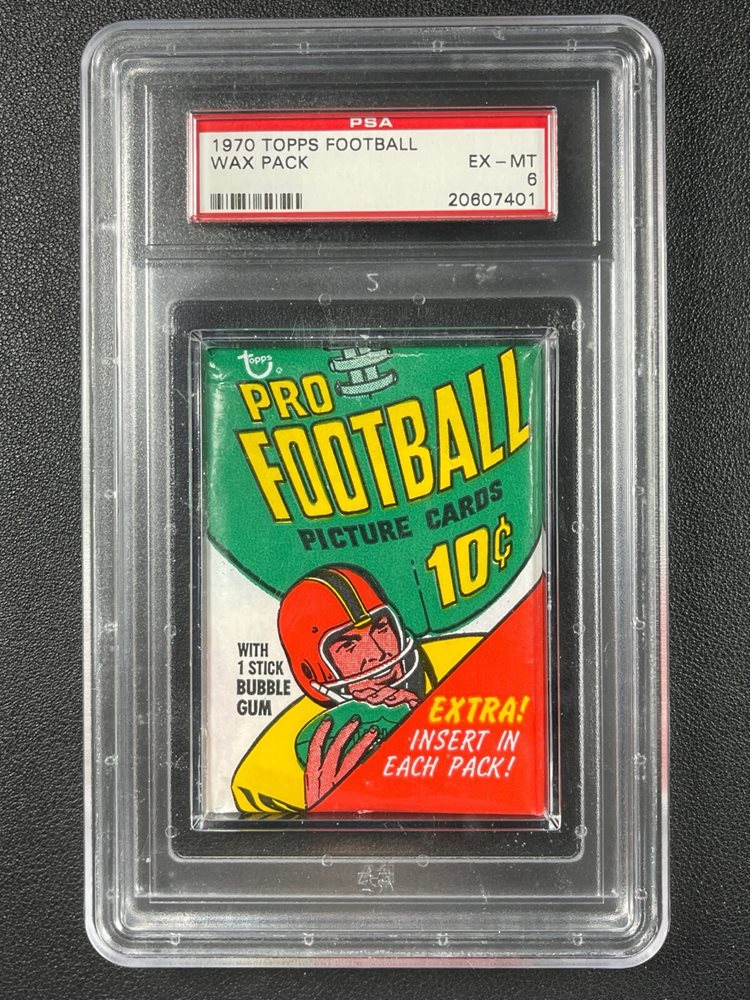 PSA
1970 TOPPS FOOTBALL
WAX PACK EX-MT
6
20607401
topps
PRO
FOOTBALL
PICTURE CARDS
10¢
WITH
1 STICK
BUBBLE
GUM
EXTRA!
INSERT IN
EACH PACK!